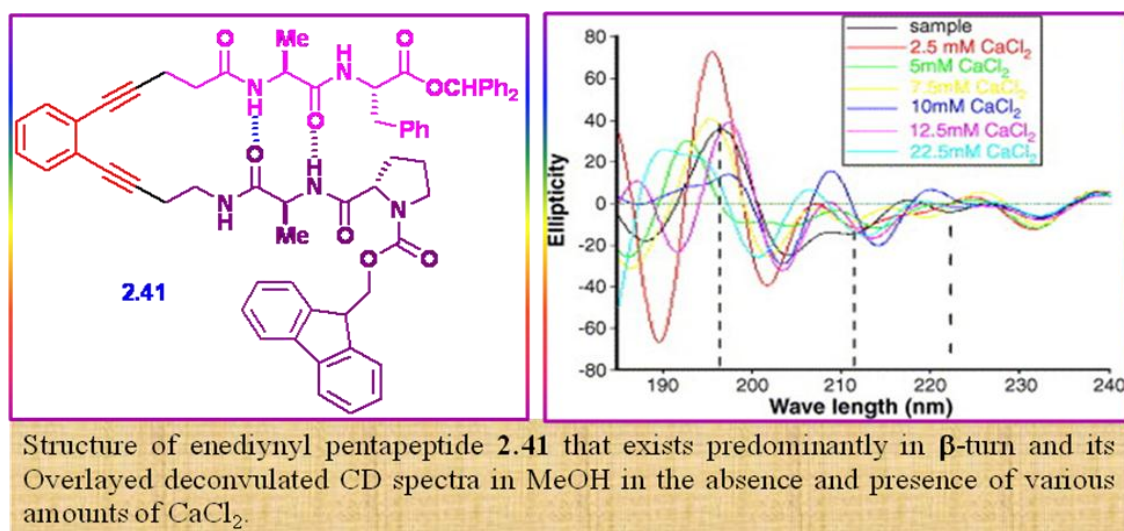 O
Me
O
N
H
N
H
O
O
OCHPh₂
Ph
O
H
N
N
H
Me
O
N
O
O
2.41
sample
2.5 mM CaCl₂
5mM CaCl₂
7.5mM CaCl₂
10mM CaCl₂
12.5mM CaCl₂
22.5mM CaCl₂
80
60
40
20
0
-20
-40
-60
-80
Ellipticity
190 200 210 220 230 240
Wave length (nm)
Structure of enediynyl pentapeptide 2.41 that exists predominantly in β-turn and its
Overlayed deconvulated CD spectra in MeOH in the absence and presence of various
amounts of CaCl₂.